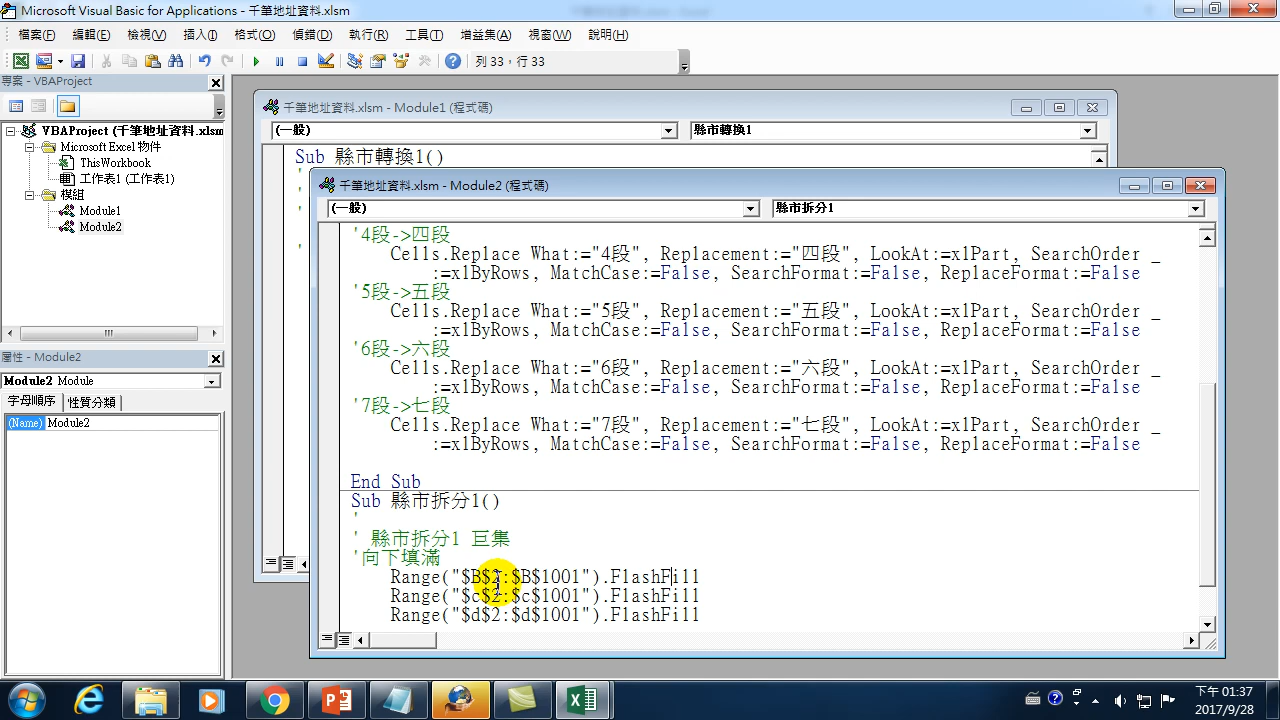 Microsoft Visual Basic for Applications - 千筆地址資料.xlsm
檔案(F) 編輯(E) 檢視(V) 插入(I) 格式(O) 偵錯(D) 執行(R) 工具(T) 增益集(A) 視窗(W) 說明(H)
列 33，行 33
專案 - VBAProject
VBAProject (千筆地址資料.xlsm
Microsoft Excel 物件
ThisWorkbook
工作表1 (工作表1)
模組
Module1
Module2
屬性 - Module2
Module2 Module
字母順序 性質分類
(Name) Module2
千筆地址資料.xlsm - Module1 (程式碼)
(一般) 縣市轉換1
Sub 縣市轉換1()
千筆地址資料.xlsm - Module2 (程式碼)
(一般) 縣市拆分1
'4段->四段
Cells.Replace What:="4段", Replacement:="四段", LookAt:=xlPart, SearchOrder _
:=xlByRows, MatchCase:=False, SearchFormat:=False, ReplaceFormat:=False
'5段->五段
Cells.Replace What:="5段", Replacement:="五段", LookAt:=xlPart, SearchOrder _
:=xlByRows, MatchCase:=False, SearchFormat:=False, ReplaceFormat:=False
'6段->六段
Cells.Replace What:="6段", Replacement:="六段", LookAt:=xlPart, SearchOrder _
:=xlByRows, MatchCase:=False, SearchFormat:=False, ReplaceFormat:=False
'7段->七段
Cells.Replace What:="7段", Replacement:="七段", LookAt:=xlPart, SearchOrder _
:=xlByRows, MatchCase:=False, SearchFormat:=False, ReplaceFormat:=False
End Sub
Sub 縣市拆分1()
'
' 縣市拆分1 巨集
'向下填滿
Range("$B$2:$B$1001").FlashFill
Range("$c$2:$c$1001").FlashFill
Range("$d$2:$d$1001").FlashFill
下午 01:37
2017/9/28